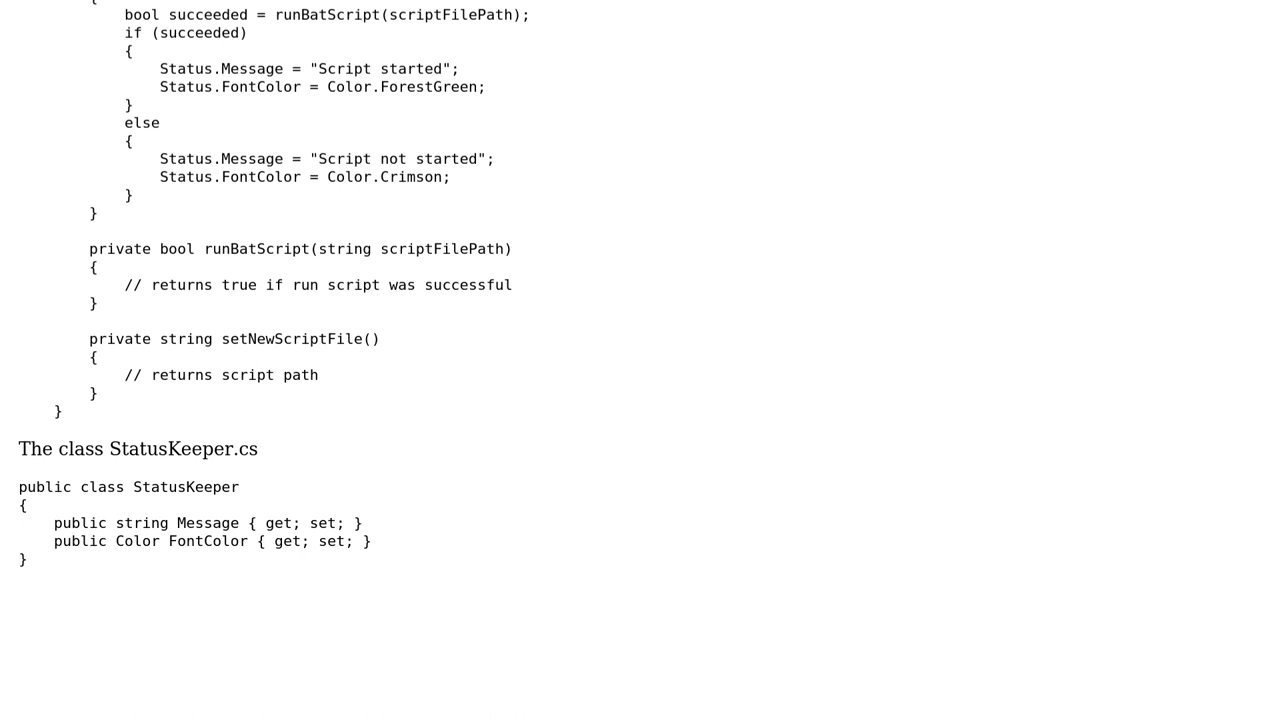 {
bool succeeded = runBatScript(scriptFilePath);
if (succeeded)
{
Status.Message = "Script started";
Status.FontColor = Color.ForestGreen;
}
else
{
Status.Message = "Script not started";
Status.FontColor = Color.Crimson;
}
}
private bool runBatScript(string scriptFilePath)
{
// returns true if run script was successful
}
private string setNewScriptFile()
{
// returns script path
}
}
The class StatusKeeper.cs
public class StatusKeeper
{
public string Message { get; set; }
public Color FontColor { get; set; }
}